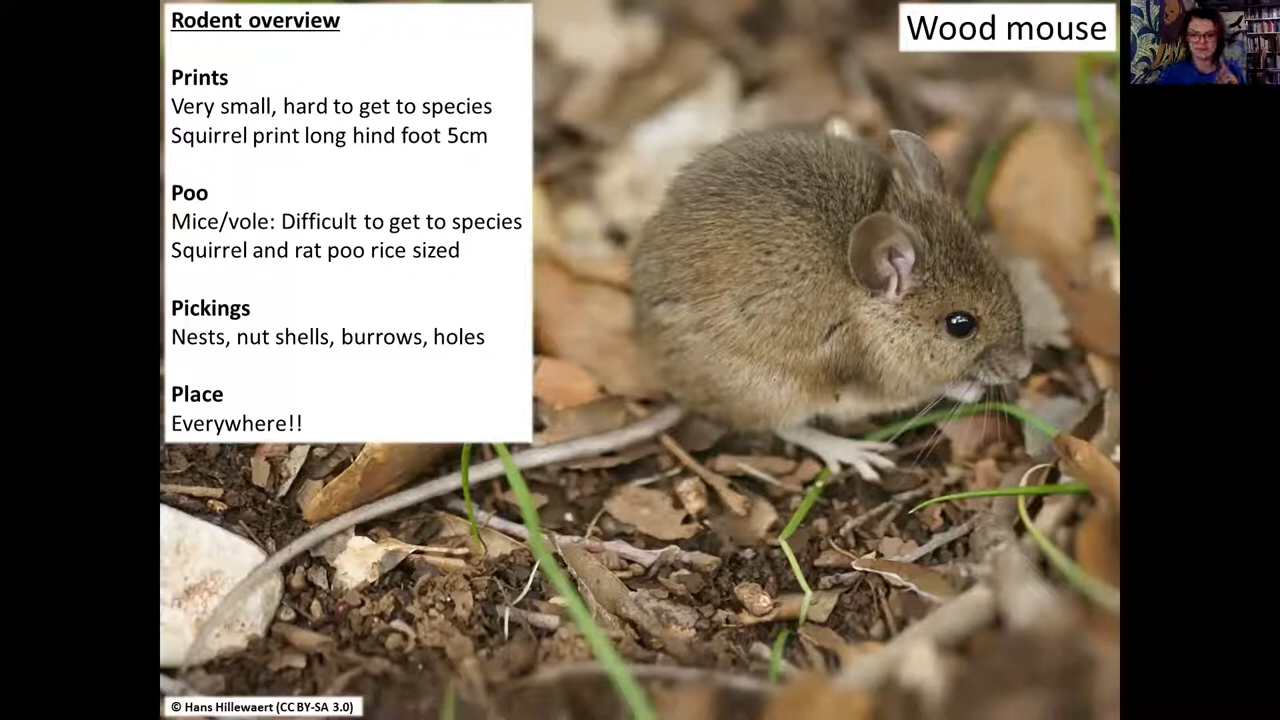 Rodent overview
Prints
Very small, hard to get to species
Squirrel print long hind foot 5cm
Poo
Mice/vole: Difficult to get to species
Squirrel and rat poo rice sized
Pickings
Nests, nut shells, burrows, holes
Place
Everywhere!!
Wood mouse
© Hans Hillewaert (CC BY-SA 3.0)